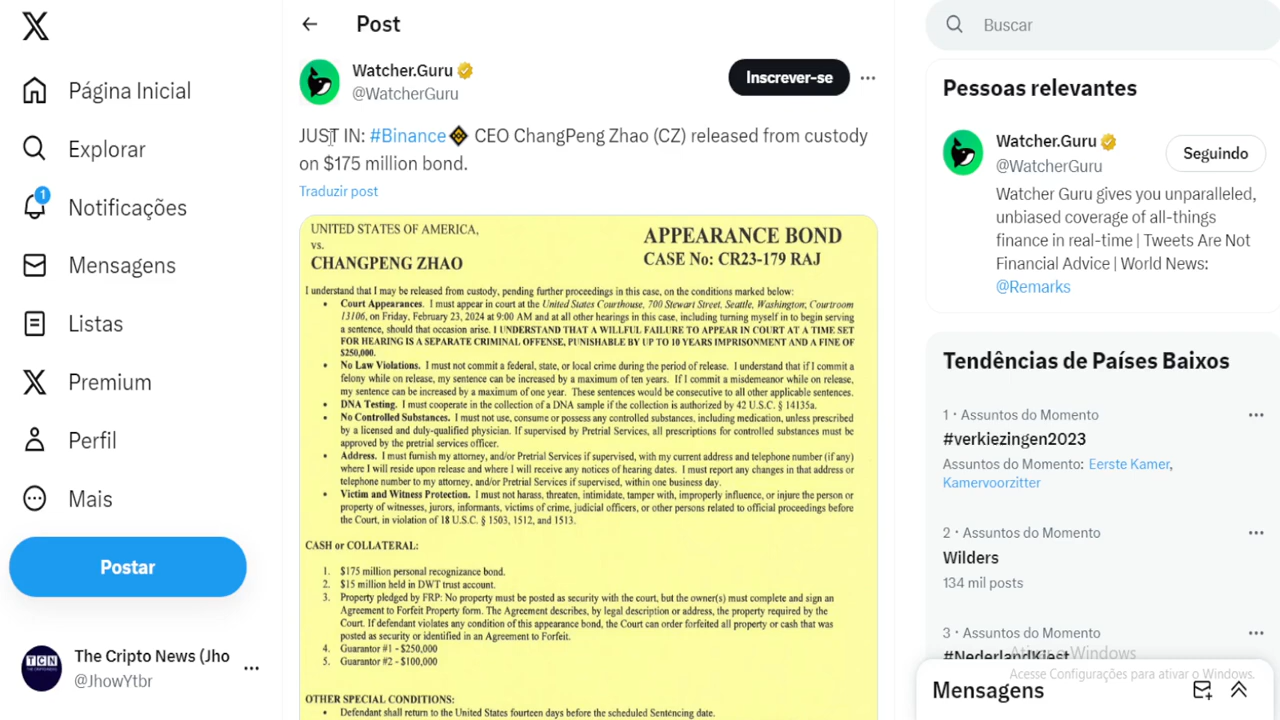 Página Inicial
Explorar
1
Notificações
Mensagens
Listas
Premium
Perfil
Mais
Postar
The Cripto News (Jho
@JhowYtbr
TCN
Post
Watcher.Guru
@WatcherGuru
Inscrever-se
JUST IN: #Binance CEO ChangPeng Zhao (CZ) released from custody
on $175 million bond.
Traduzir post
UNITED STATES OF AMERICA,
vs.
CHANGPENG ZHAO
APPEARANCE BOND
CASE No: CR23-179 RAJ
I understand that I may be released from custody, pending further proceedings in this case, on the conditions marked below:
• Court Appearances. I must appear in court at the United States Courthouse, 700 Stewart Street, Seattle, Washington, Courtroom
13106, on Friday, February 23, 2024 at 9:00 AM and at all other hearings in this case, including turning myself in to begin serving
a sentence, should that occasion arise. I UNDERSTAND THAT A WILLFUL FAILURE TO APPEAR IN COURT AT A TIME SET
FOR HEARING IS A SEPARATE CRIMINAL OFFENSE, PUNISHABLE BY UP TO 10 YEARS IMPRISONMENT AND A FINE OF
$250,000.
• No Law Violations. I must not commit a federal, state, or local crime during the period of release. I understand that if I commit a
felony while on release, my sentence can be increased by a maximum of ten years. If I commit a misdemeanor while on release,
my sentence can be increased by a maximum of one year. These sentences would be consecutive to all other applicable sentences.
• DNA Testing. I must cooperate in the collection of a DNA sample if the collection is authorized by 42 U.S.C. § 14135a.
• No Controlled Substances. I must not use, consume or possess any controlled substances, including medication, unless prescribed
by a licensed and duly-qualified physician. If supervised by Pretrial Services, all prescriptions for controlled substances must be
approved by the pretrial services officer.
• Address. I must furnish my attorney, and/or Pretrial Services if supervised, with my current address and telephone number (if any)
where I will reside upon release and where I will receive any notices of hearing dates. I must report any changes in that address or
telephone number to my attorney, and/or Pretrial Services if supervised, within one business day.
• Victim and Witness Protection. I must not harass, threaten, intimidate, tamper with, improperly influence, or injure the person or
property of witnesses, jurors, informants, victims of crime, judicial officers, or other persons related to official proceedings before
the Court, in violation of 18 U.S.C. § 1503, 1512, and 1513.
CASH or COLLATERAL:
1. $175 million personal recognizance bond.
2. $15 million held in DWT trust account.
3. Property pledged by FRP: No property must be posted as security with the court, but the owner(s) must complete and sign an
Agreement to Forfeit Property form. The Agreement describes, by legal description or address, the property required by the
Court. If defendant violates any condition of this appearance bond, the Court can order forfeited all property or cash that was
posted as security or identified in an Agreement to Forfeit.
4. Guarantor #1 - $250,000
5. Guarantor #2 - $100,000
OTHER SPECIAL CONDITIONS:
• Defendant shall return to the United States fourteen days before the scheduled Sentencing date.
Buscar
Pessoas relevantes
Watcher.Guru
@WatcherGuru
Seguindo
Watcher Guru gives you unparalleled,
unbiased coverage of all-things
finance in real-time | Tweets Are Not
Financial Advice | World News:
@Remarks
Tendências de Países Baixos
1 · Assuntos do Momento
#verkiezingen2023
Assuntos do Momento: Eerste Kamer,
Kamervoorzitter
2 · Assuntos do Momento
Wilders
134 mil posts
3 · Assuntos do Momento
#NederlandKiest
Ativar o Windows
Acesse Configurações para ativar o Windows.
Mensagens